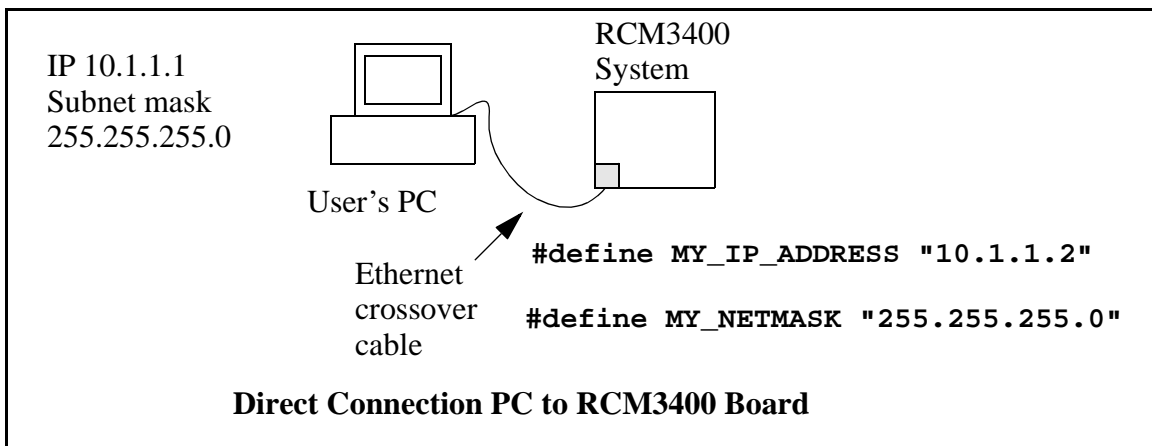 IP 10.1.1.1
Subnet mask
255.255.255.0
RCM3400
System
User’s PC
Ethernet
crossover
cable
#define MY_IP_ADDRESS "10.1.1.2"
#define MY_NETMASK "255.255.255.0"
Direct Connection PC to RCM3400 Board